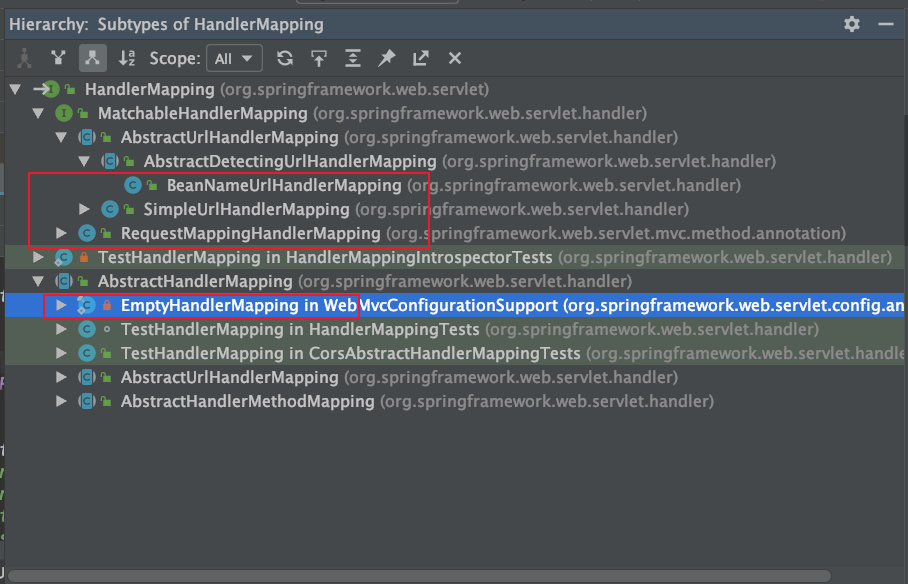 Hierarchy: Subtypes of HandlerMapping
Scope: All
HandlerMapping (org.springframework.web.servlet)
MatchableHandlerMapping (org.springframework.web.servlet.handler)
AbstractUrlHandlerMapping (org.springframework.web.servlet.handler)
AbstractDetectingUrlHandlerMapping (org.springframework.web.servlet.handler)
BeanNameUrlHandlerMapping (org.springframework.web.servlet.handler)
SimpleUrlHandlerMapping (org.springframework.web.servlet.handler)
RequestMappingHandlerMapping (org.springframework.web.servlet.mvc.method.annotation)
TestHandlerMapping in HandlerMappingIntrospectorTests (org.springframework.web.servlet.handler)
AbstractHandlerMapping (org.springframework.web.servlet.handler)
EmptyHandlerMapping in WebMvcConfigurationSupport (org.springframework.web.servlet.config.an
TestHandlerMapping in HandlerMappingTests (org.springframework.web.servlet.handler)
TestHandlerMapping in CorsAbstractHandlerMappingTests (org.springframework.web.servlet.handle
AbstractUrlHandlerMapping (org.springframework.web.servlet.handler)
AbstractHandlerMethodMapping (org.springframework.web.servlet.handler)